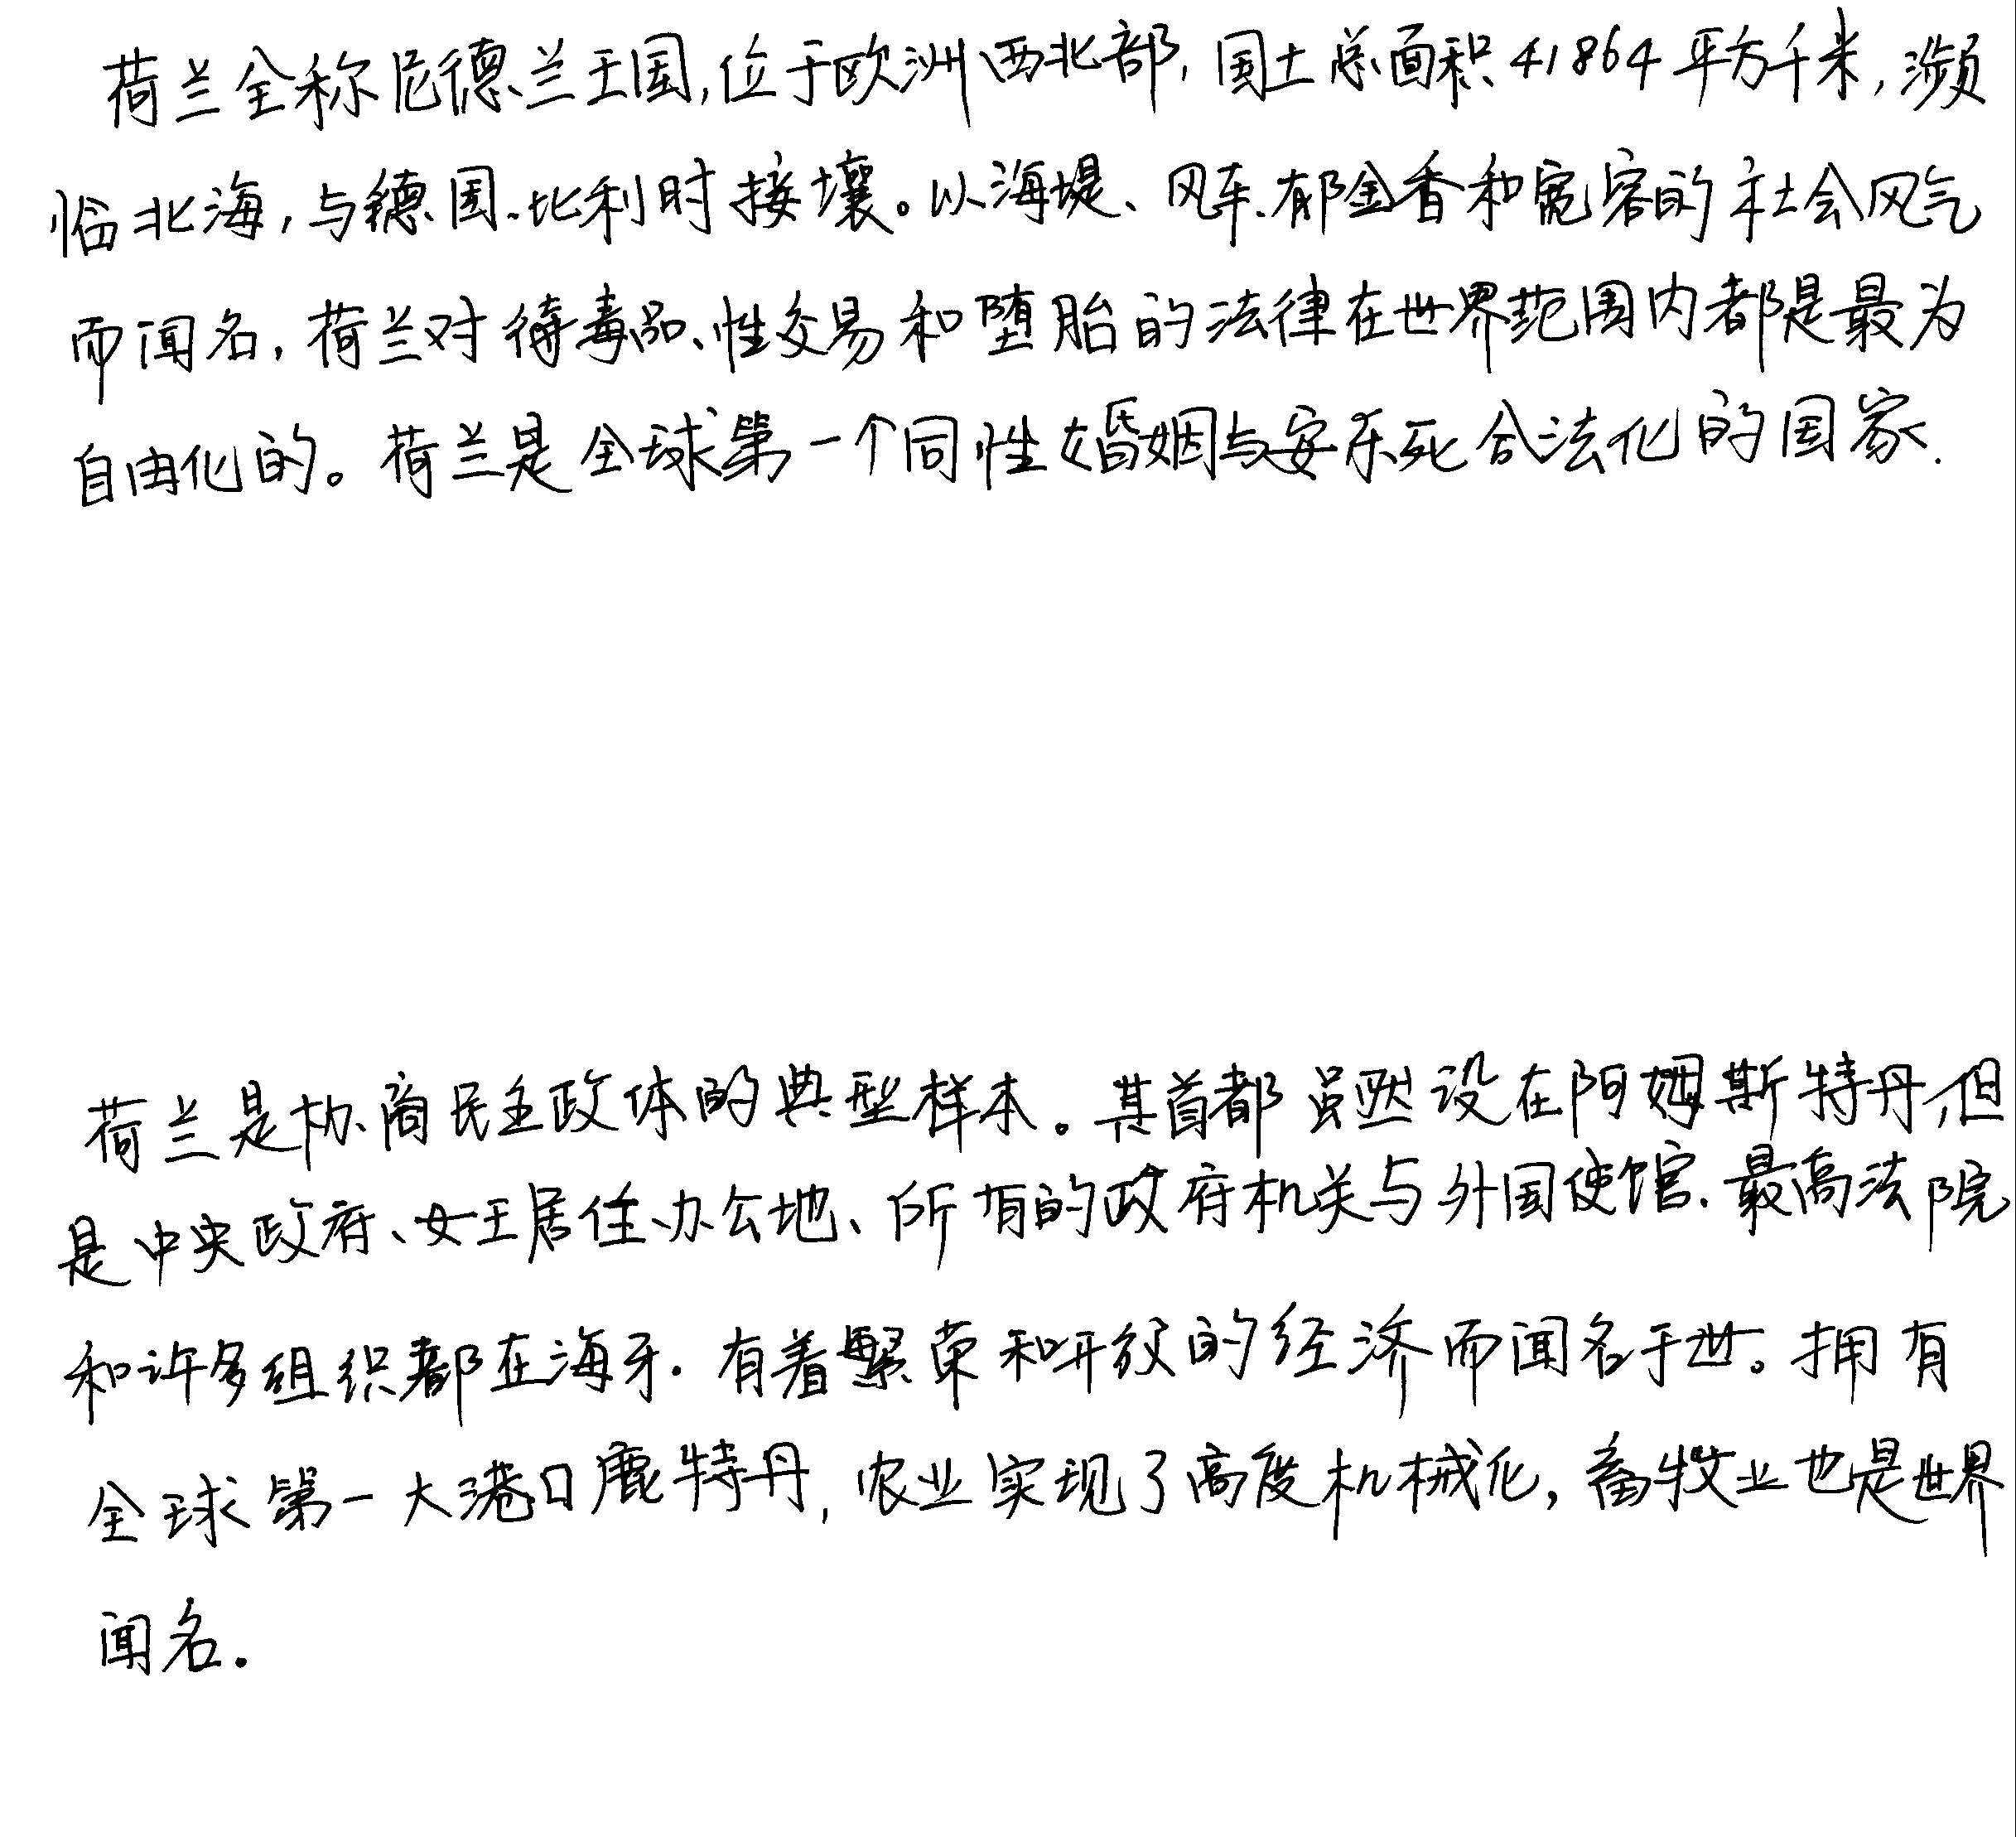 荷兰全称尼德兰王国,位于欧洲西北部,国土总面积41864平方千米,濒
临北海,与德国、比利时接壤。以海堤、风车、郁金香和宽容的社会风气
而闻名,荷兰对待毒品、性交易和堕胎的法律在世界范围内都是最为
自由化的。荷兰是全球第一个同性婚姻与安乐死合法化的国家.
荷兰是协商民主政体的典型样本。其首都虽然设在阿姆斯特丹,但
是中央政府、女王居住办公地、所有的政府机关与外国使馆、最高法院
和许多组织都在海牙.有着繁荣和开放的经济而闻名于世。拥有
全球第一大港口鹿特丹,农业实现了高度机械化,畜牧业也是世界
闻名.